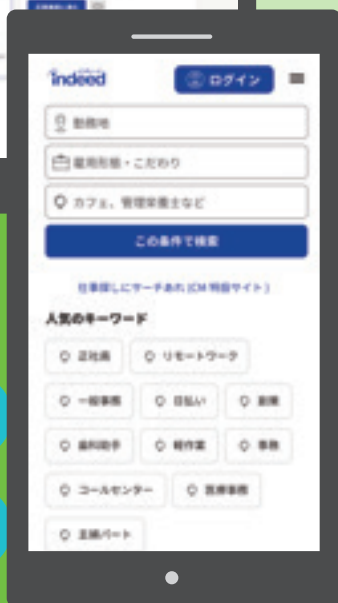 indeed
ログイン
勤務地
雇用形態・こだわり
カフェ、管理栄養士など
この条件で検索
仕事探しにサーチあれ (CM特設サイト)
人気のキーワード
正社員 リモートワーク
一般事務 日払い 副業
歯科助手 軽作業 事務
コールセンター 医療事務
主婦パート